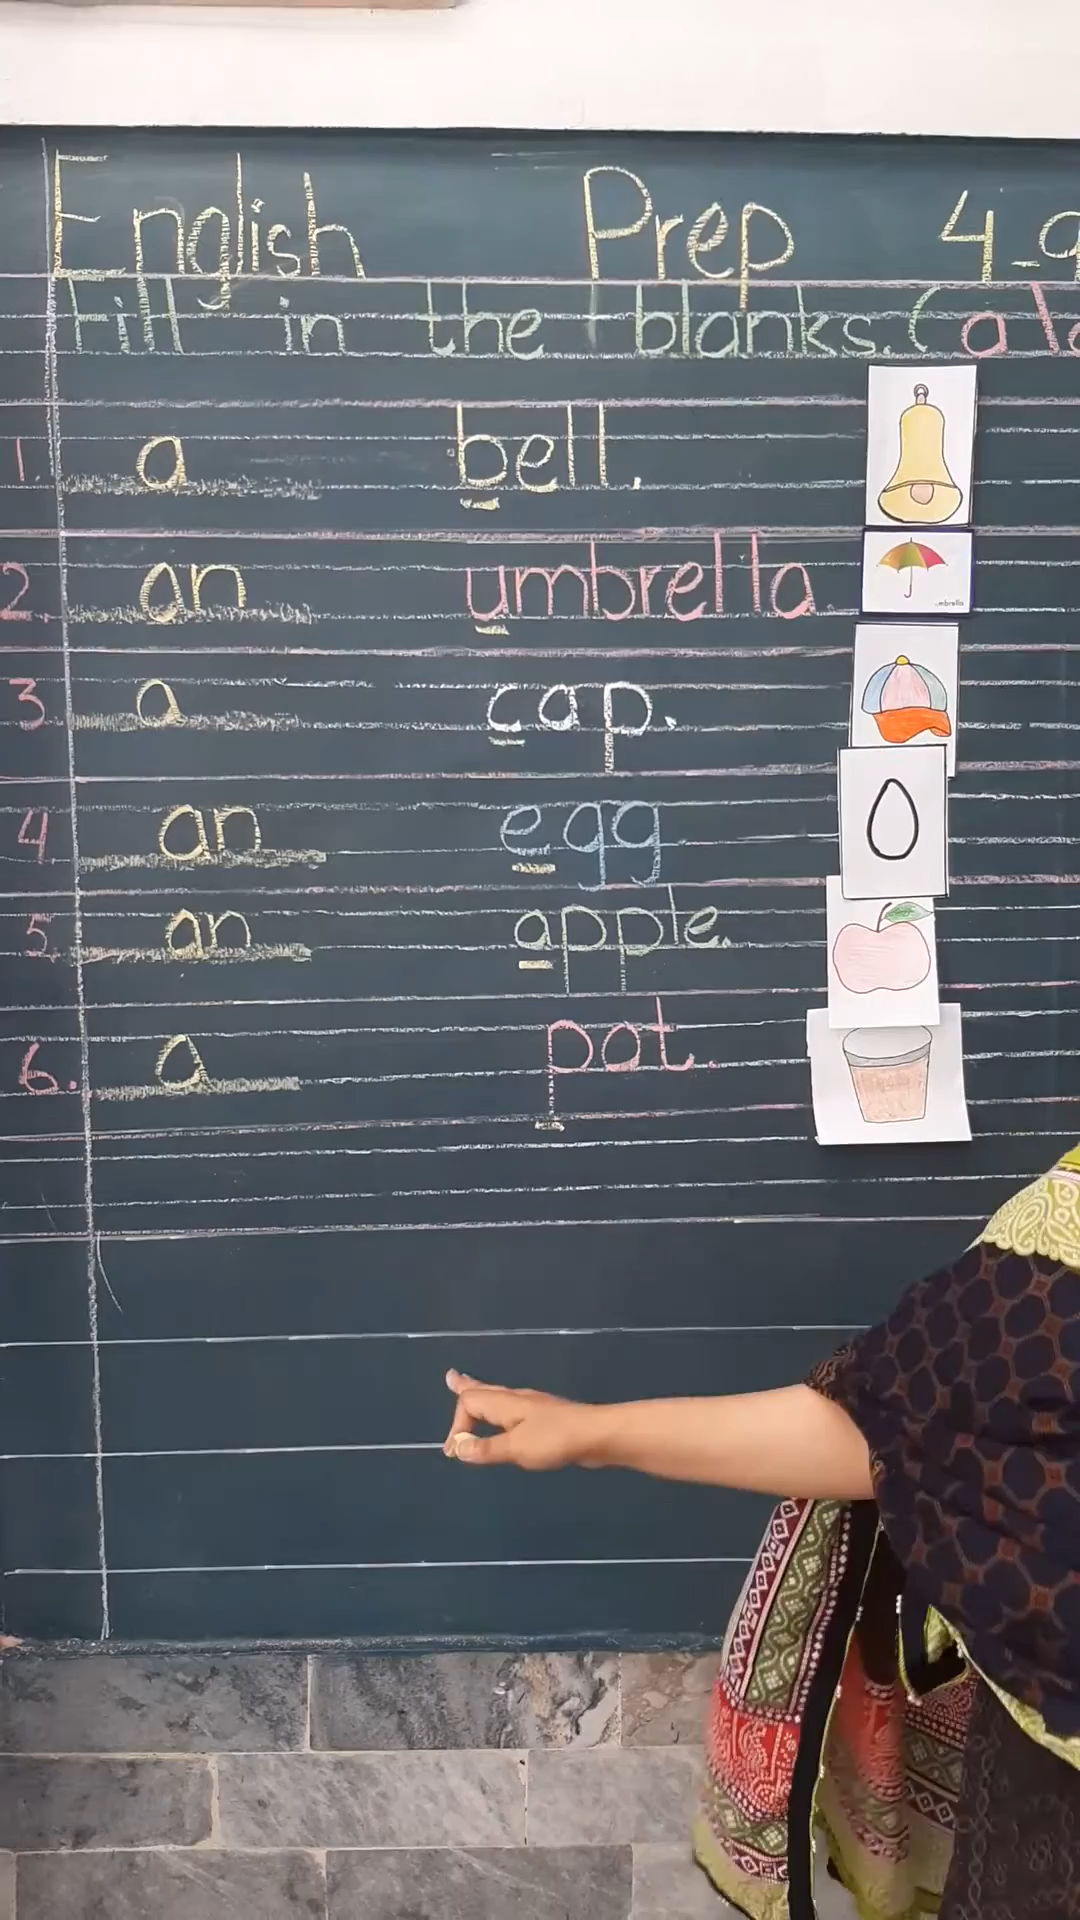 English Prep 4-9
Fill in the blanks. (a
1. a bell.
2 an umbrella.
3 a cap.
4 an egg
5. an apple.
6. a pot.
mbrella